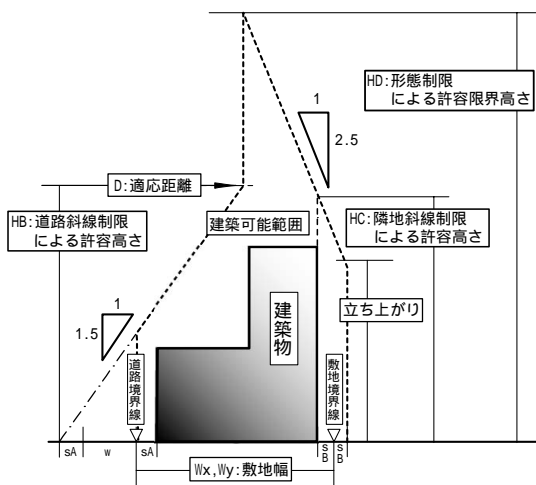 HD:形態制限
による許容限界高さ
1
2.5
D:適応距離
HB:道路斜線制限
による許容高さ
建築可能範囲
HC:隣地斜線制限
による許容高さ
1
1.5
建築物
立ち上がり
道路境界線
敷地境界線
sA
w
sA
sB
sB
Wx,Wy:敷地幅